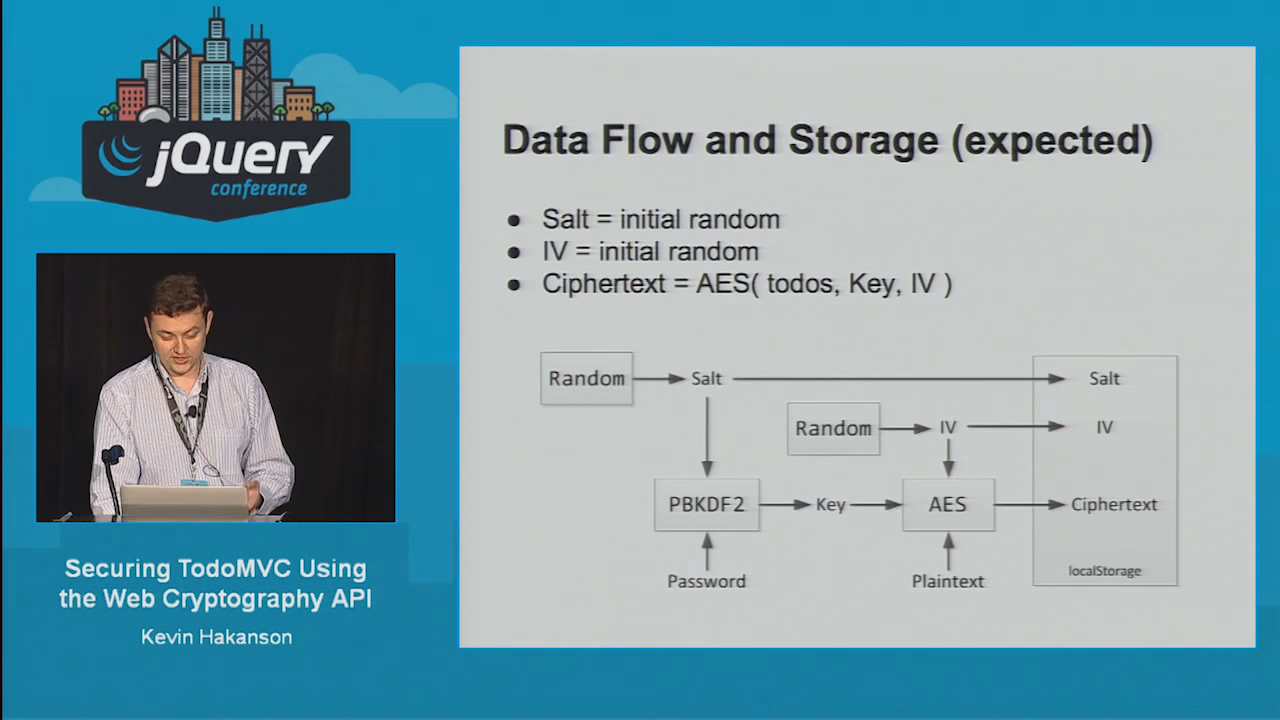 jQuery
conference
Securing TodoMVC Using
the Web Cryptography API
Kevin Hakanson
Data Flow and Storage (expected)
● Salt = initial random
● IV = initial random
● Ciphertext = AES( todos, Key, IV )
Random
Salt
Salt
Random
IV
IV
PBKDF2
Key
AES
Ciphertext
Password
Plaintext
localStorage